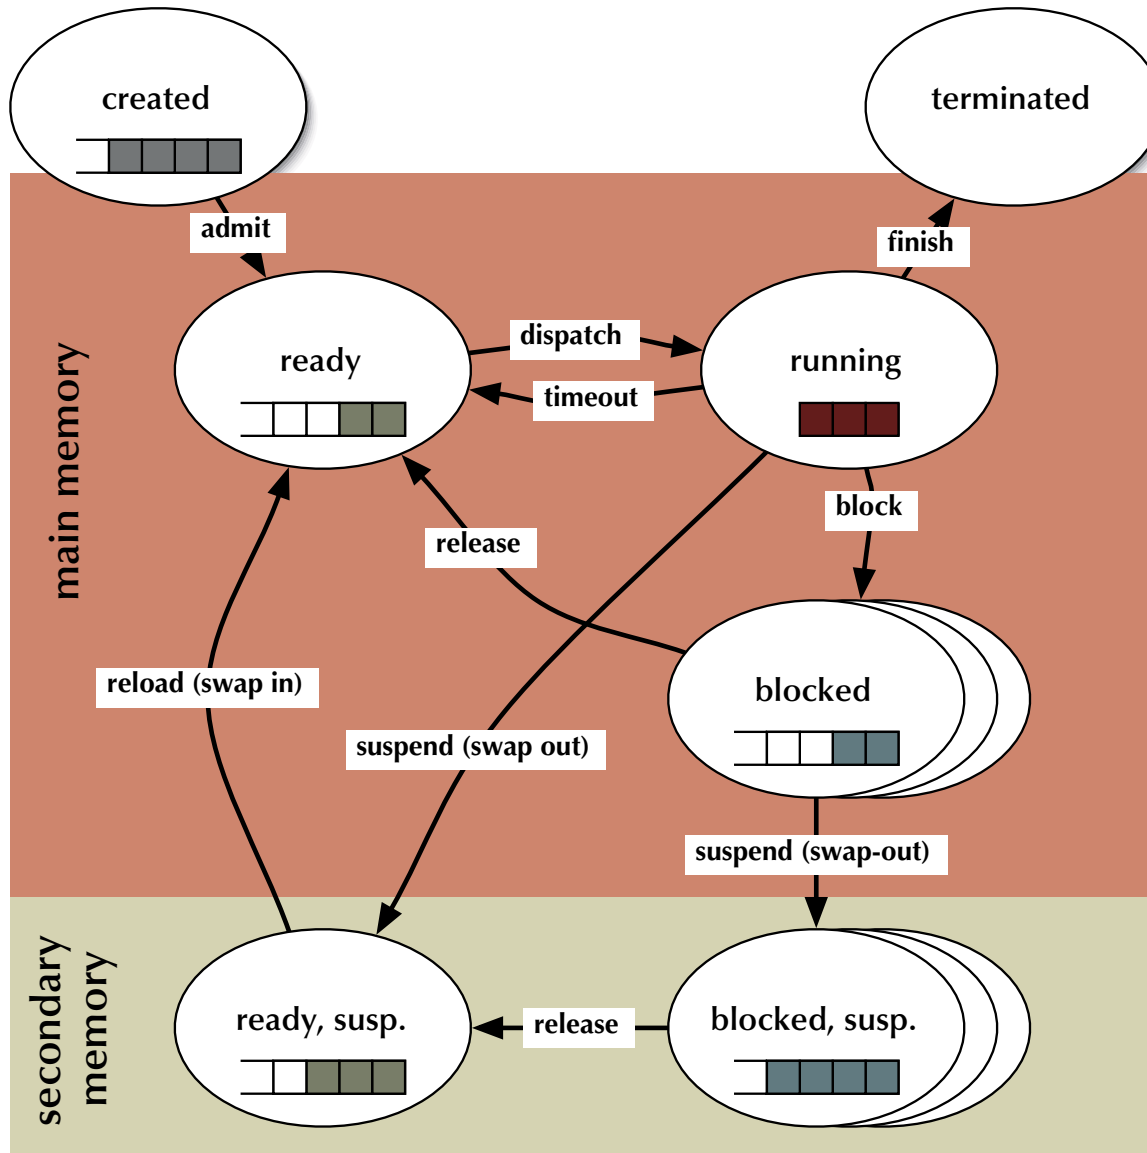 created
terminated
admit
finish
ready
dispatch
timeout
running
main memory
release
block
reload (swap in)
suspend (swap out)
blocked
suspend (swap-out)
secondary
memory
ready, susp.
release
blocked, susp.